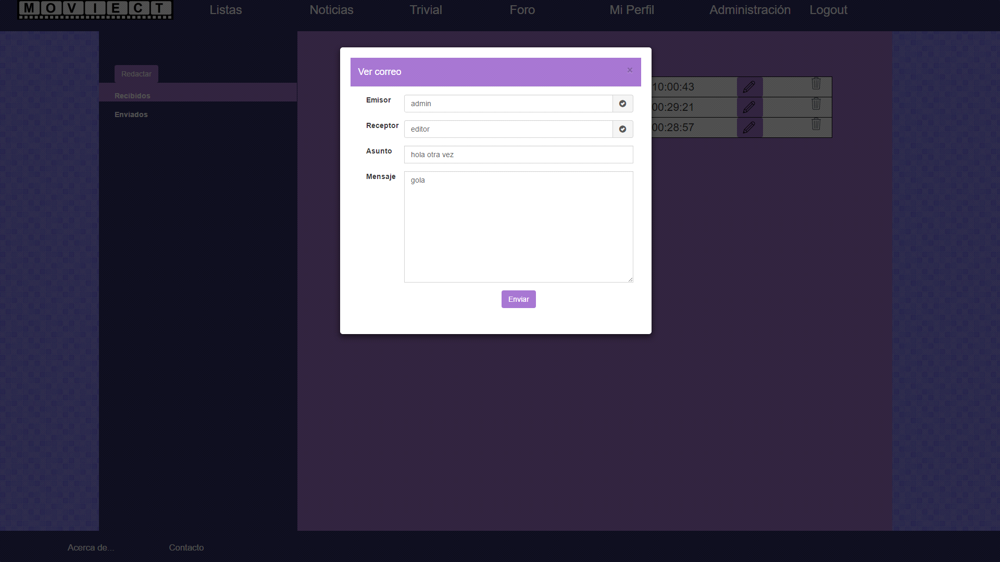 MOVIECT Listas Noticias Trivial Foro Mi Perfil Administración Logout
Redactar
Recibidos
Enviados
Ver correo ×
Emisor admin
Receptor editor
Asunto hola otra vez
Mensaje gola
Enviar
10:00:43
00:29:21
00:28:57
Acerca de... Contacto